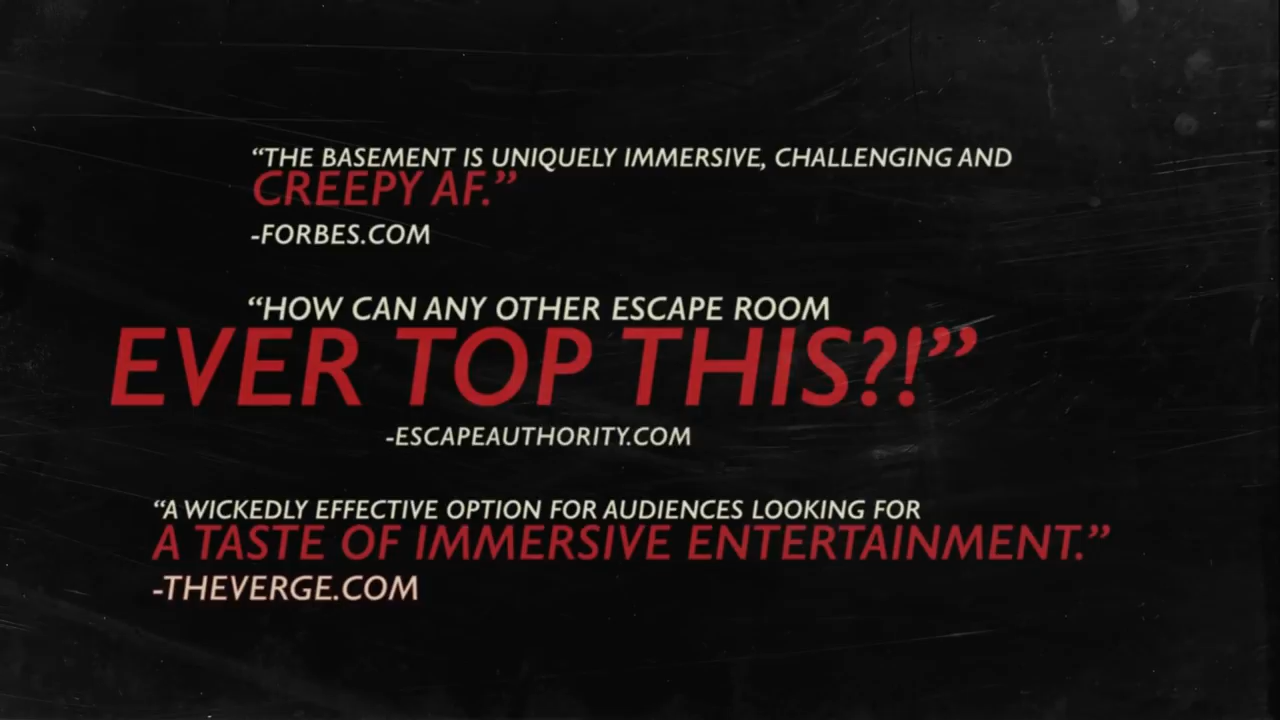 “THE BASEMENT IS UNIQUELY IMMERSIVE, CHALLENGING AND
CREEPY AF.”
-FORBES.COM
“HOW CAN ANY OTHER ESCAPE ROOM
EVER TOP THIS?!”
-ESCAPEAUTHORITY.COM
“A WICKEDLY EFFECTIVE OPTION FOR AUDIENCES LOOKING FOR
A TASTE OF IMMERSIVE ENTERTAINMENT.”
-THEVERGE.COM